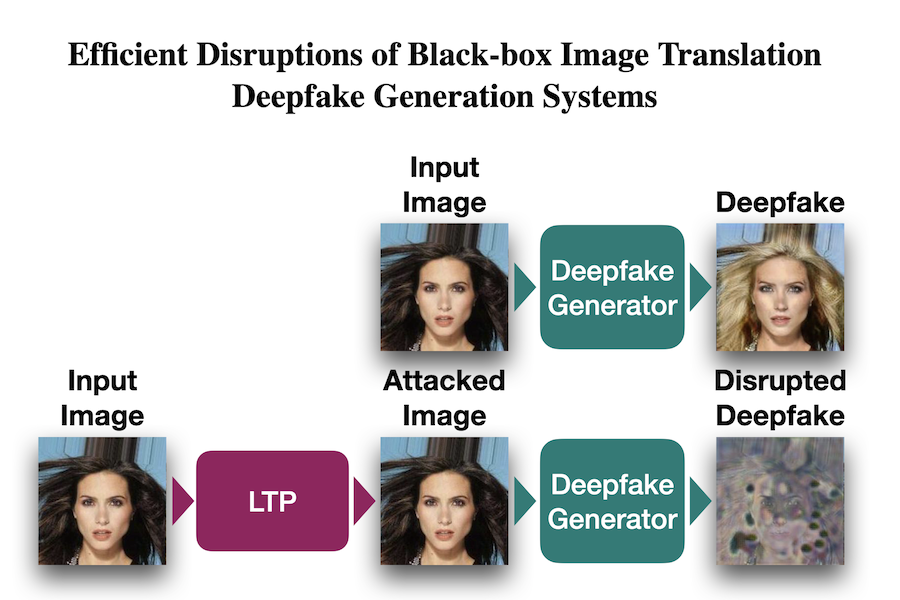 Efficient Disruptions of Black-box Image Translation
Deepfake Generation Systems
Input
Image
Deepfake
Deepfake
Generator
Input
Image
Attacked
Image
Disrupted
Deepfake
LTP
Deepfake
Generator